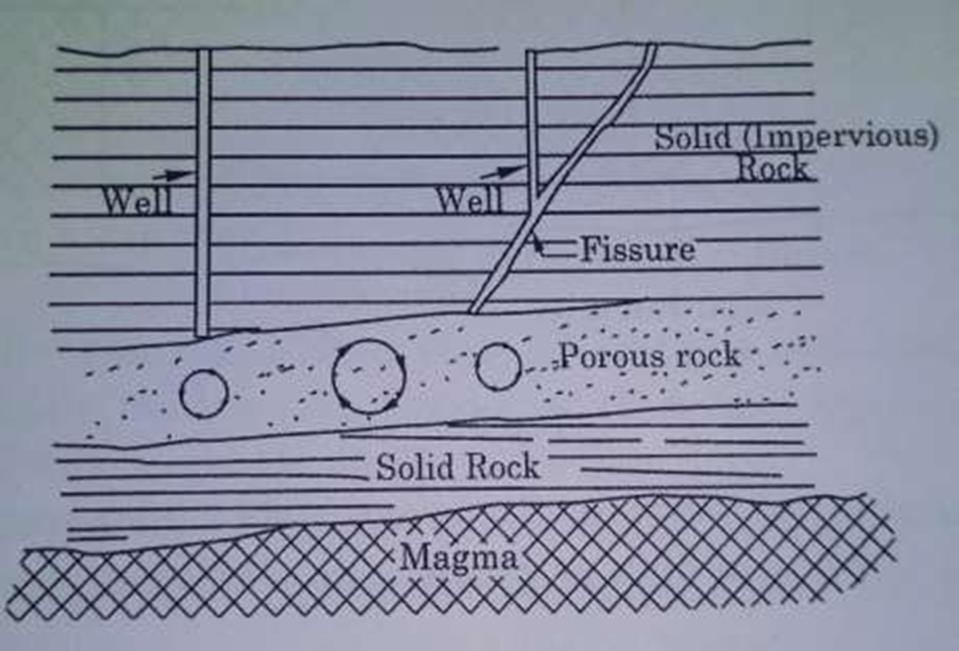 Solid (Impervious)
Rock
Well
Well
Fissure
Porous rock
Solid Rock
Magma